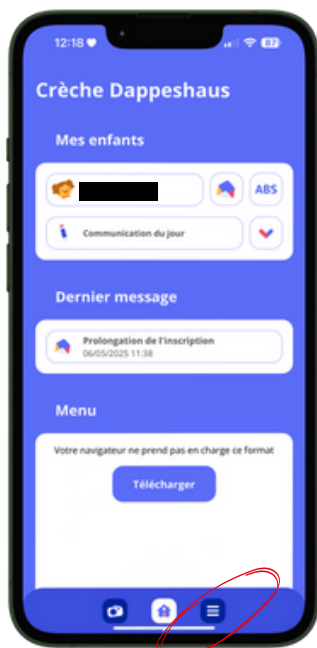 12:18
87
Crèche Dappeshaus
Mes enfants
ABS
Communication du jour
Dernier message
Prolongation de l'inscription
06/05/2025 11:38
Menu
Votre navigateur ne prend pas en charge ce format
Télécharger